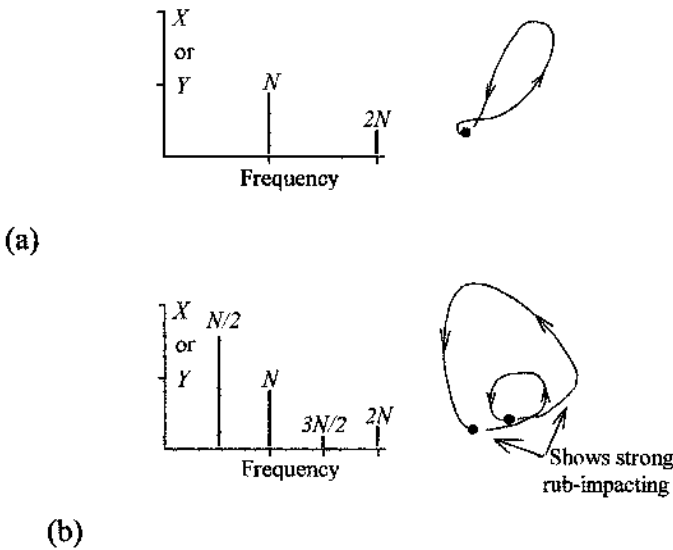 X
or
Y
N
2N
Frequency
(a)
X
or
Y
N/2
N
3N/2
2N
Frequency
Shows strong
rub-impacting
(b)